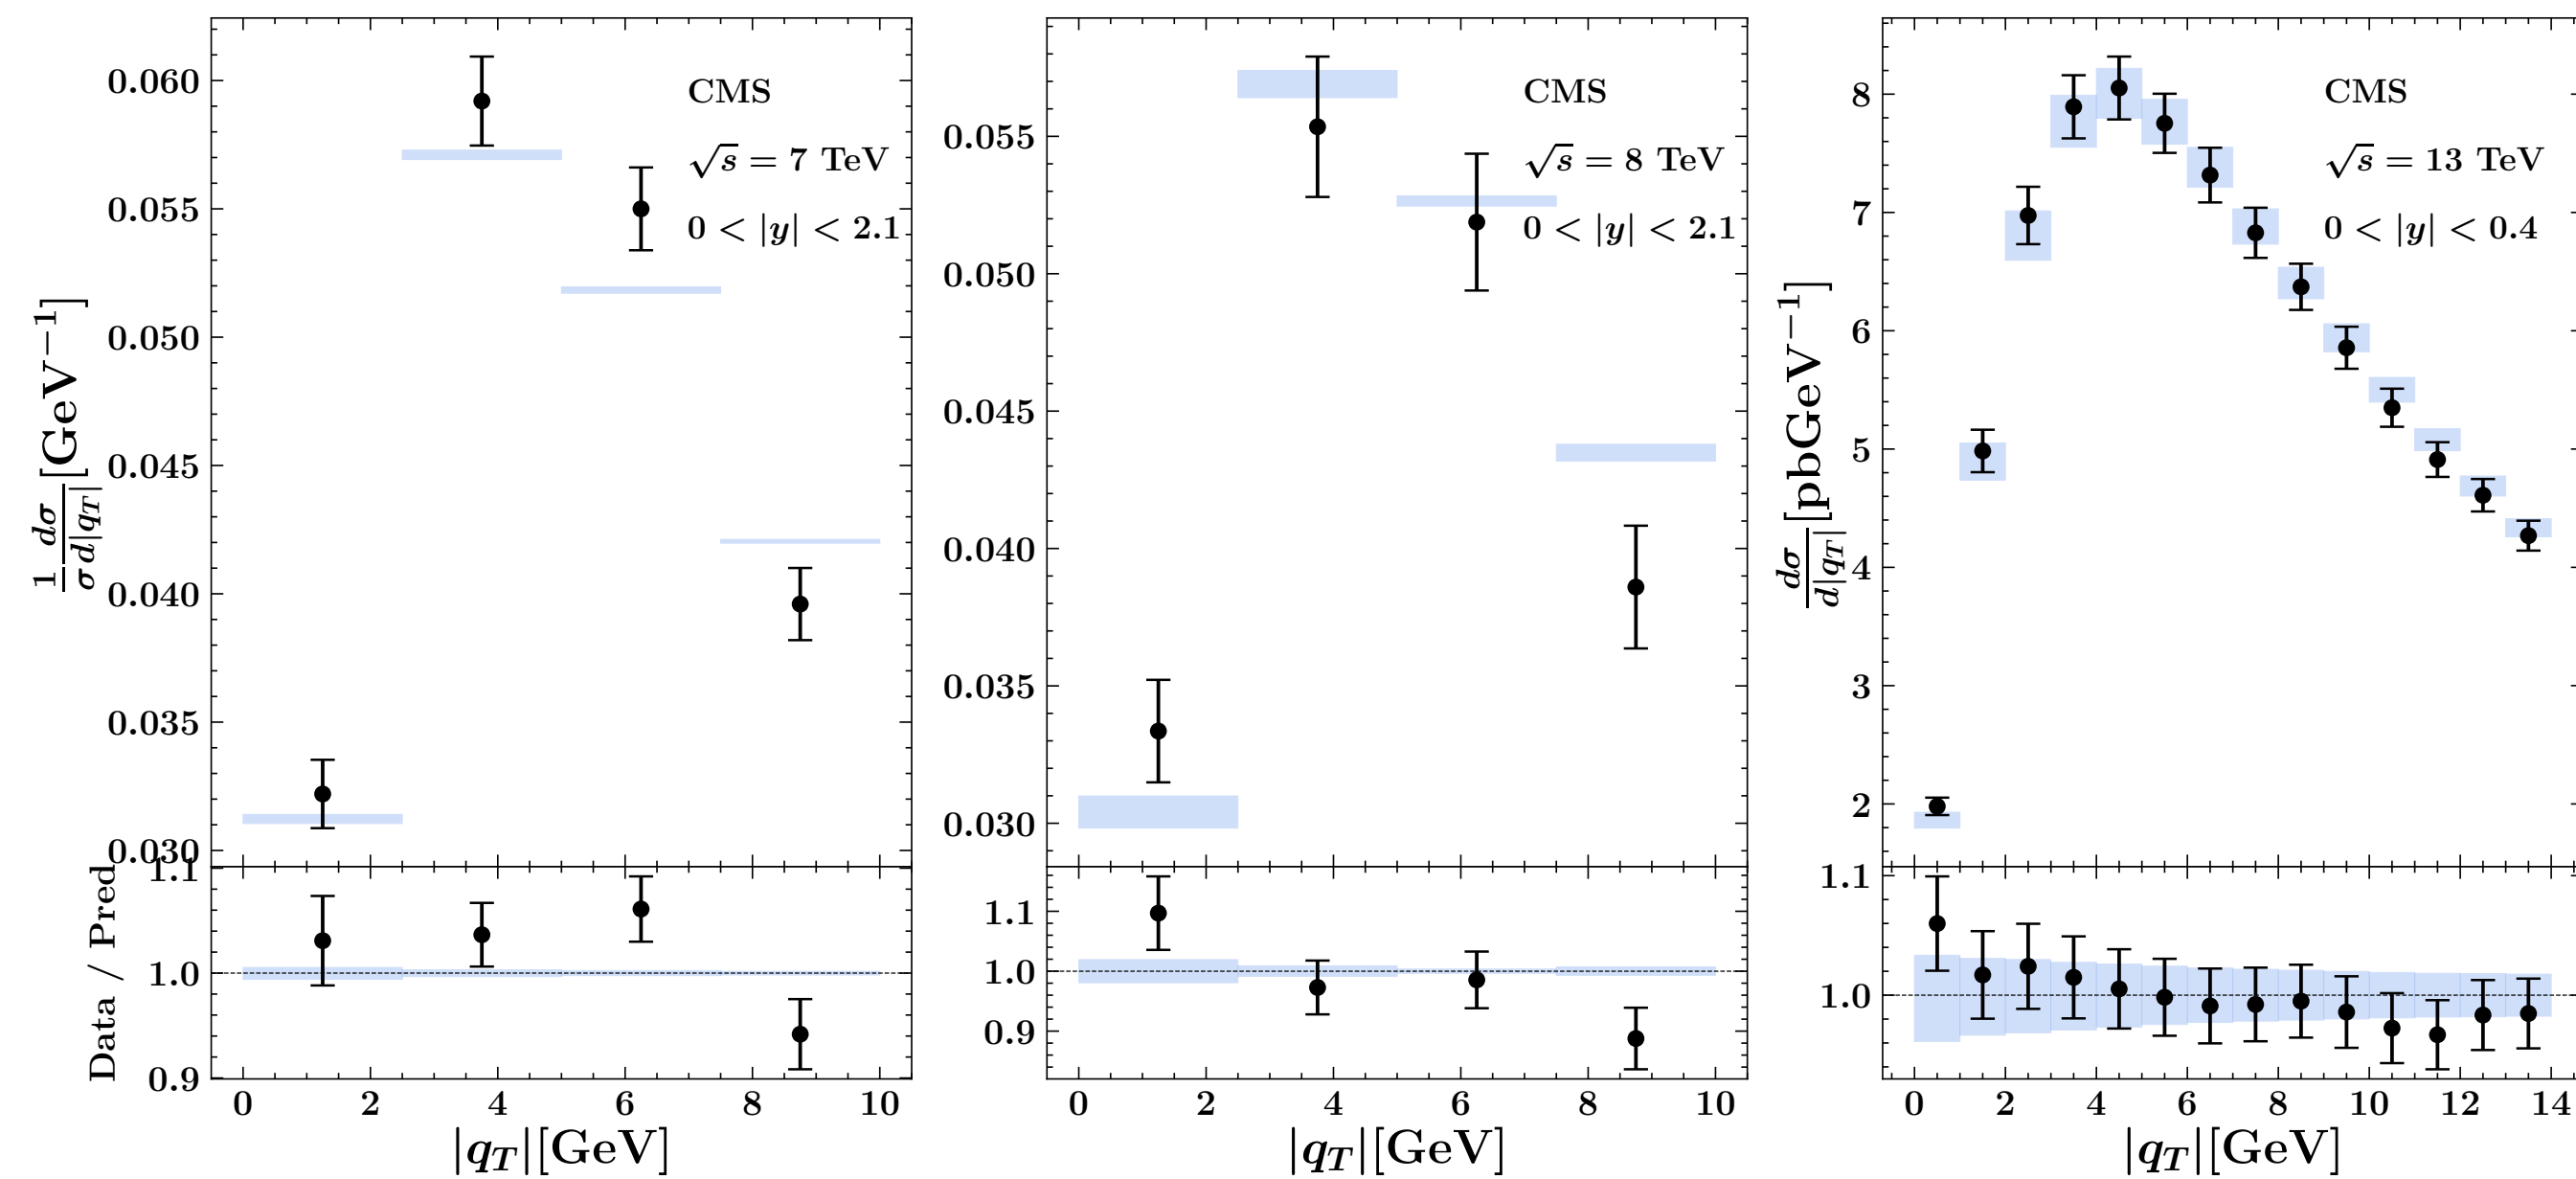 CMS
√s = 7 TeV
0 < |y| < 2.1
1/σ dσ/d|q_T| [GeV⁻¹]
0.060
0.055
0.050
0.045
0.040
0.035
0.030
Data / Pred
1.1
1.0
0.9
0 2 4 6 8 10
|q_T| [GeV]
CMS
√s = 8 TeV
0 < |y| < 2.1
0.055
0.050
0.045
0.040
0.035
0.030
1.1
1.0
0.9
0 2 4 6 8 10
|q_T| [GeV]
CMS
√s = 13 TeV
0 < |y| < 0.4
dσ/d|q_T| [pbGeV⁻¹]
8
7
6
5
4
3
2
1.1
1.0
0 2 4 6 8 10 12 14
|q_T| [GeV]